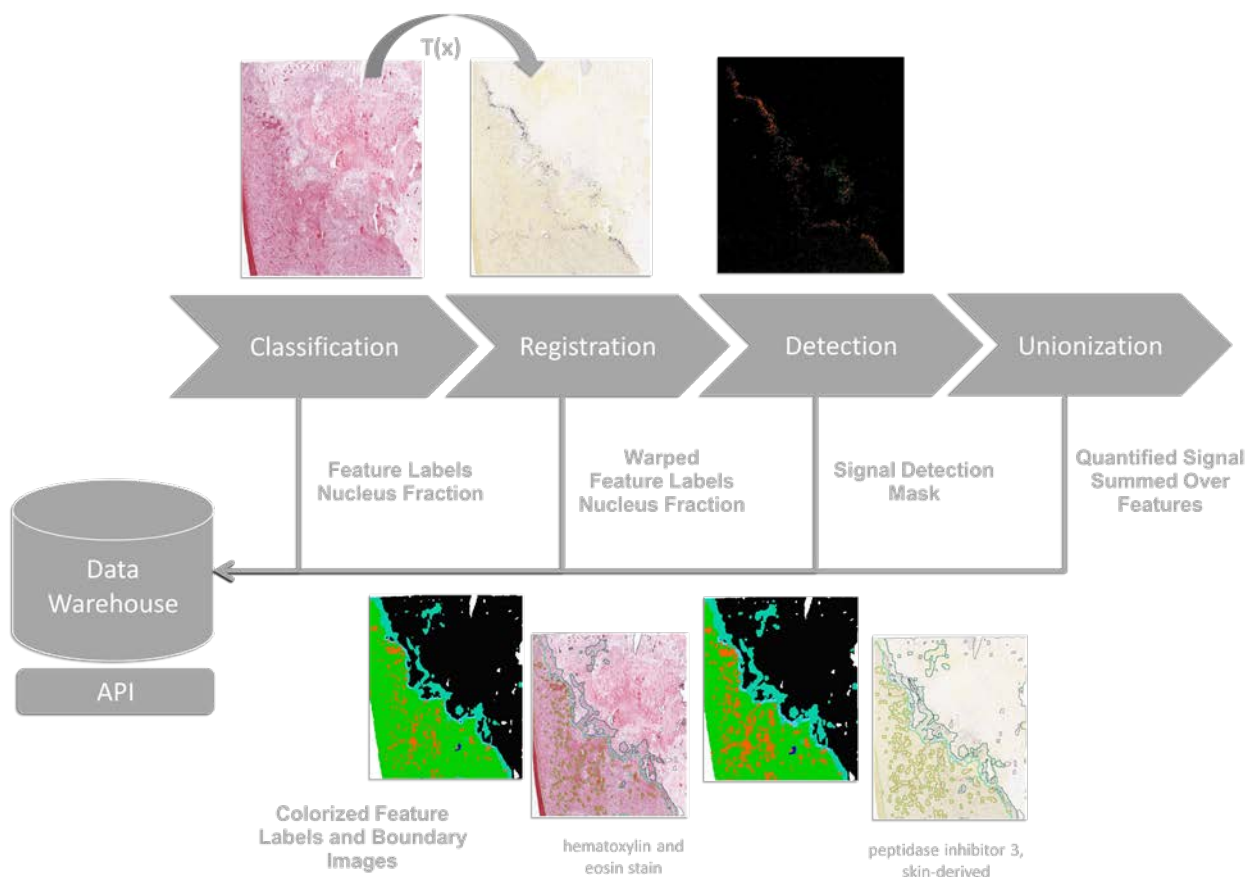 T(x)
Classification
Registration
Detection
Unionization
Feature Labels
Nucleus Fraction
Warped
Feature Labels
Nucleus Fraction
Signal Detection
Mask
Quantified Signal
Summed Over
Features
Data
Warehouse
API
Colorized Feature
Labels and Boundary
Images
hematoxylin and
eosin stain
peptidase inhibitor 3,
skin-derived